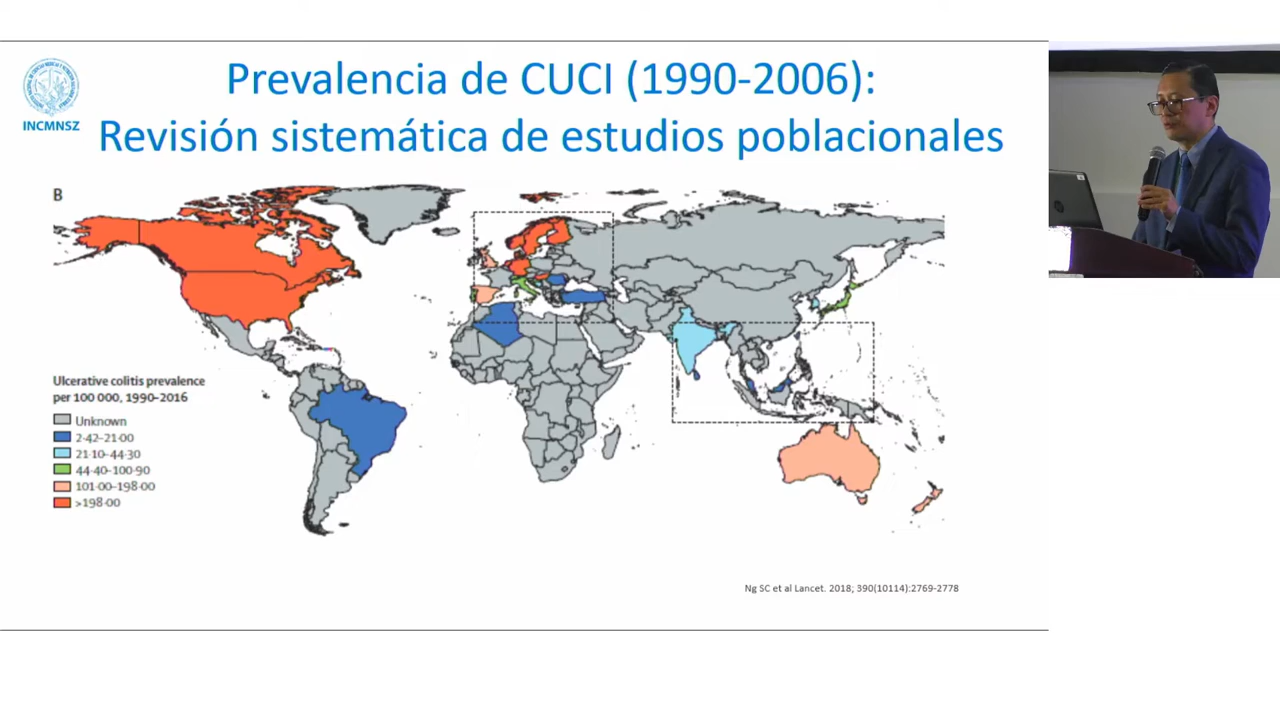 Prevalencia de CUCI (1990-2006):
Revisión sistemática de estudios poblacionales
INCMNSZ
B
Ulcerative colitis prevalence
per 100 000, 1990-2016
Unknown
2·42-21·00
21·10-44·30
44·40-100·90
101·00-198·00
>198·00
Ng SC et al Lancet. 2018; 390(10114):2769-2778